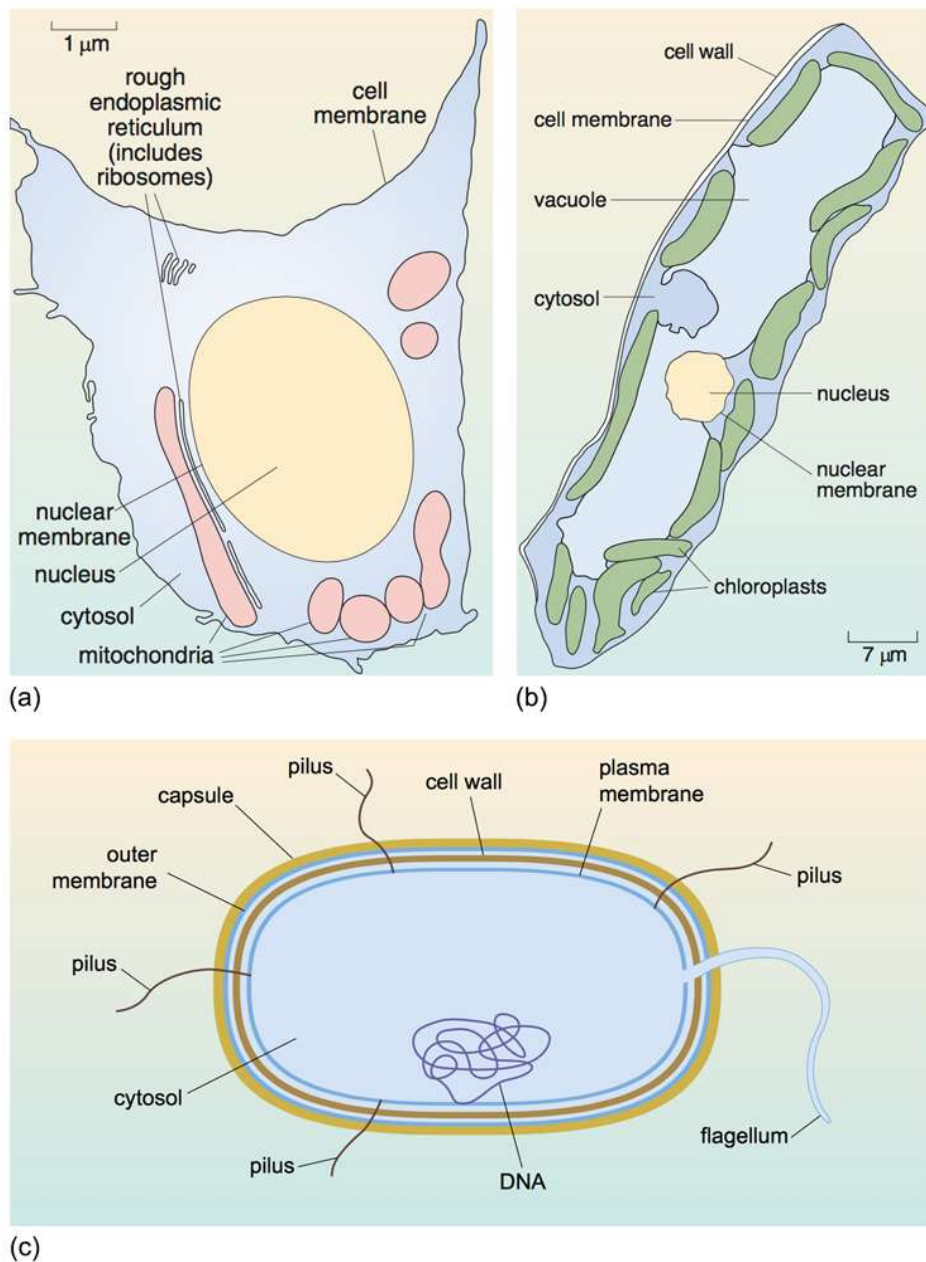 1 μm
rough
endoplasmic
reticulum
(includes
ribosomes)
cell
membrane
nuclear
membrane
nucleus
cytosol
mitochondria
(a)
cell wall
cell membrane
vacuole
cytosol
nucleus
nuclear
membrane
chloroplasts
7 μm
(b)
pilus
capsule
cell wall
plasma
membrane
outer
membrane
pilus
pilus
cytosol
pilus
DNA
flagellum
(c)